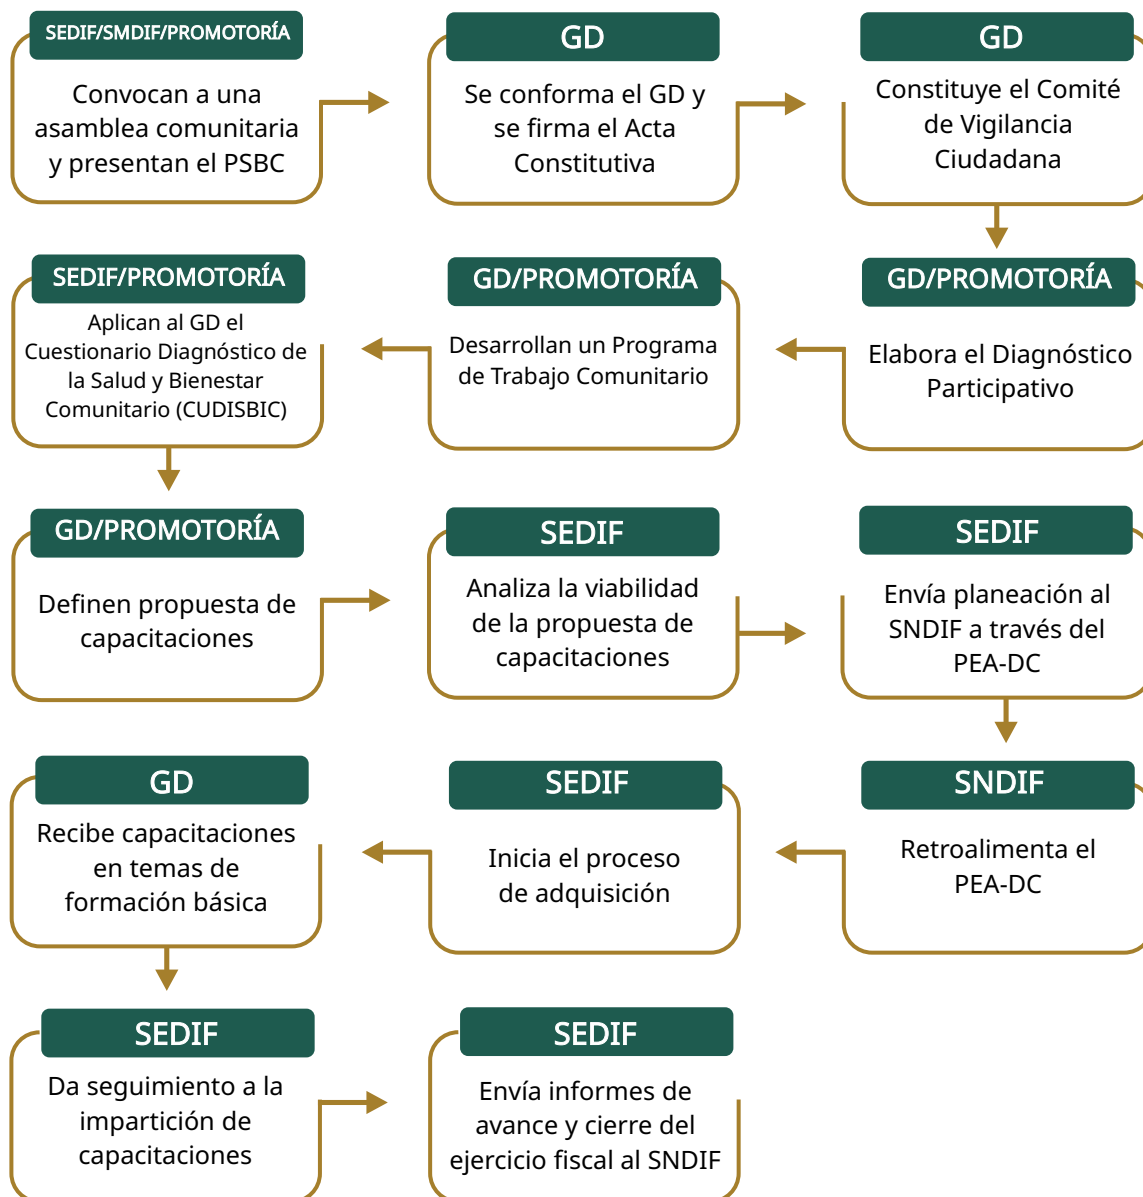 SEDIF/SMDIF/PROMOTORÍA
Convocan a una
asamblea comunitaria
y presentan el PSBC
GD
Se conforma el GD y
se firma el Acta
Constitutiva
GD
Constituye el Comité
de Vigilancia
Ciudadana
GD/PROMOTORÍA
Elabora el Diagnóstico
Participativo
GD/PROMOTORÍA
Desarrollan un Programa
de Trabajo Comunitario
SEDIF/PROMOTORÍA
Aplican al GD el
Cuestionario Diagnóstico de
la Salud y Bienestar
Comunitario (CUDISBIC)
GD/PROMOTORÍA
Definen propuesta de
capacitaciones
SEDIF
Analiza la viabilidad
de la propuesta de
capacitaciones
SEDIF
Envía planeación al
SNDIF a través del
PEA-DC
SNDIF
Retroalimenta el
PEA-DC
SEDIF
Inicia el proceso
de adquisición
GD
Recibe capacitaciones
en temas de
formación básica
SEDIF
Da seguimiento a la
impartición de
capacitaciones
SEDIF
Envía informes de
avance y cierre del
ejercicio fiscal al SNDIF